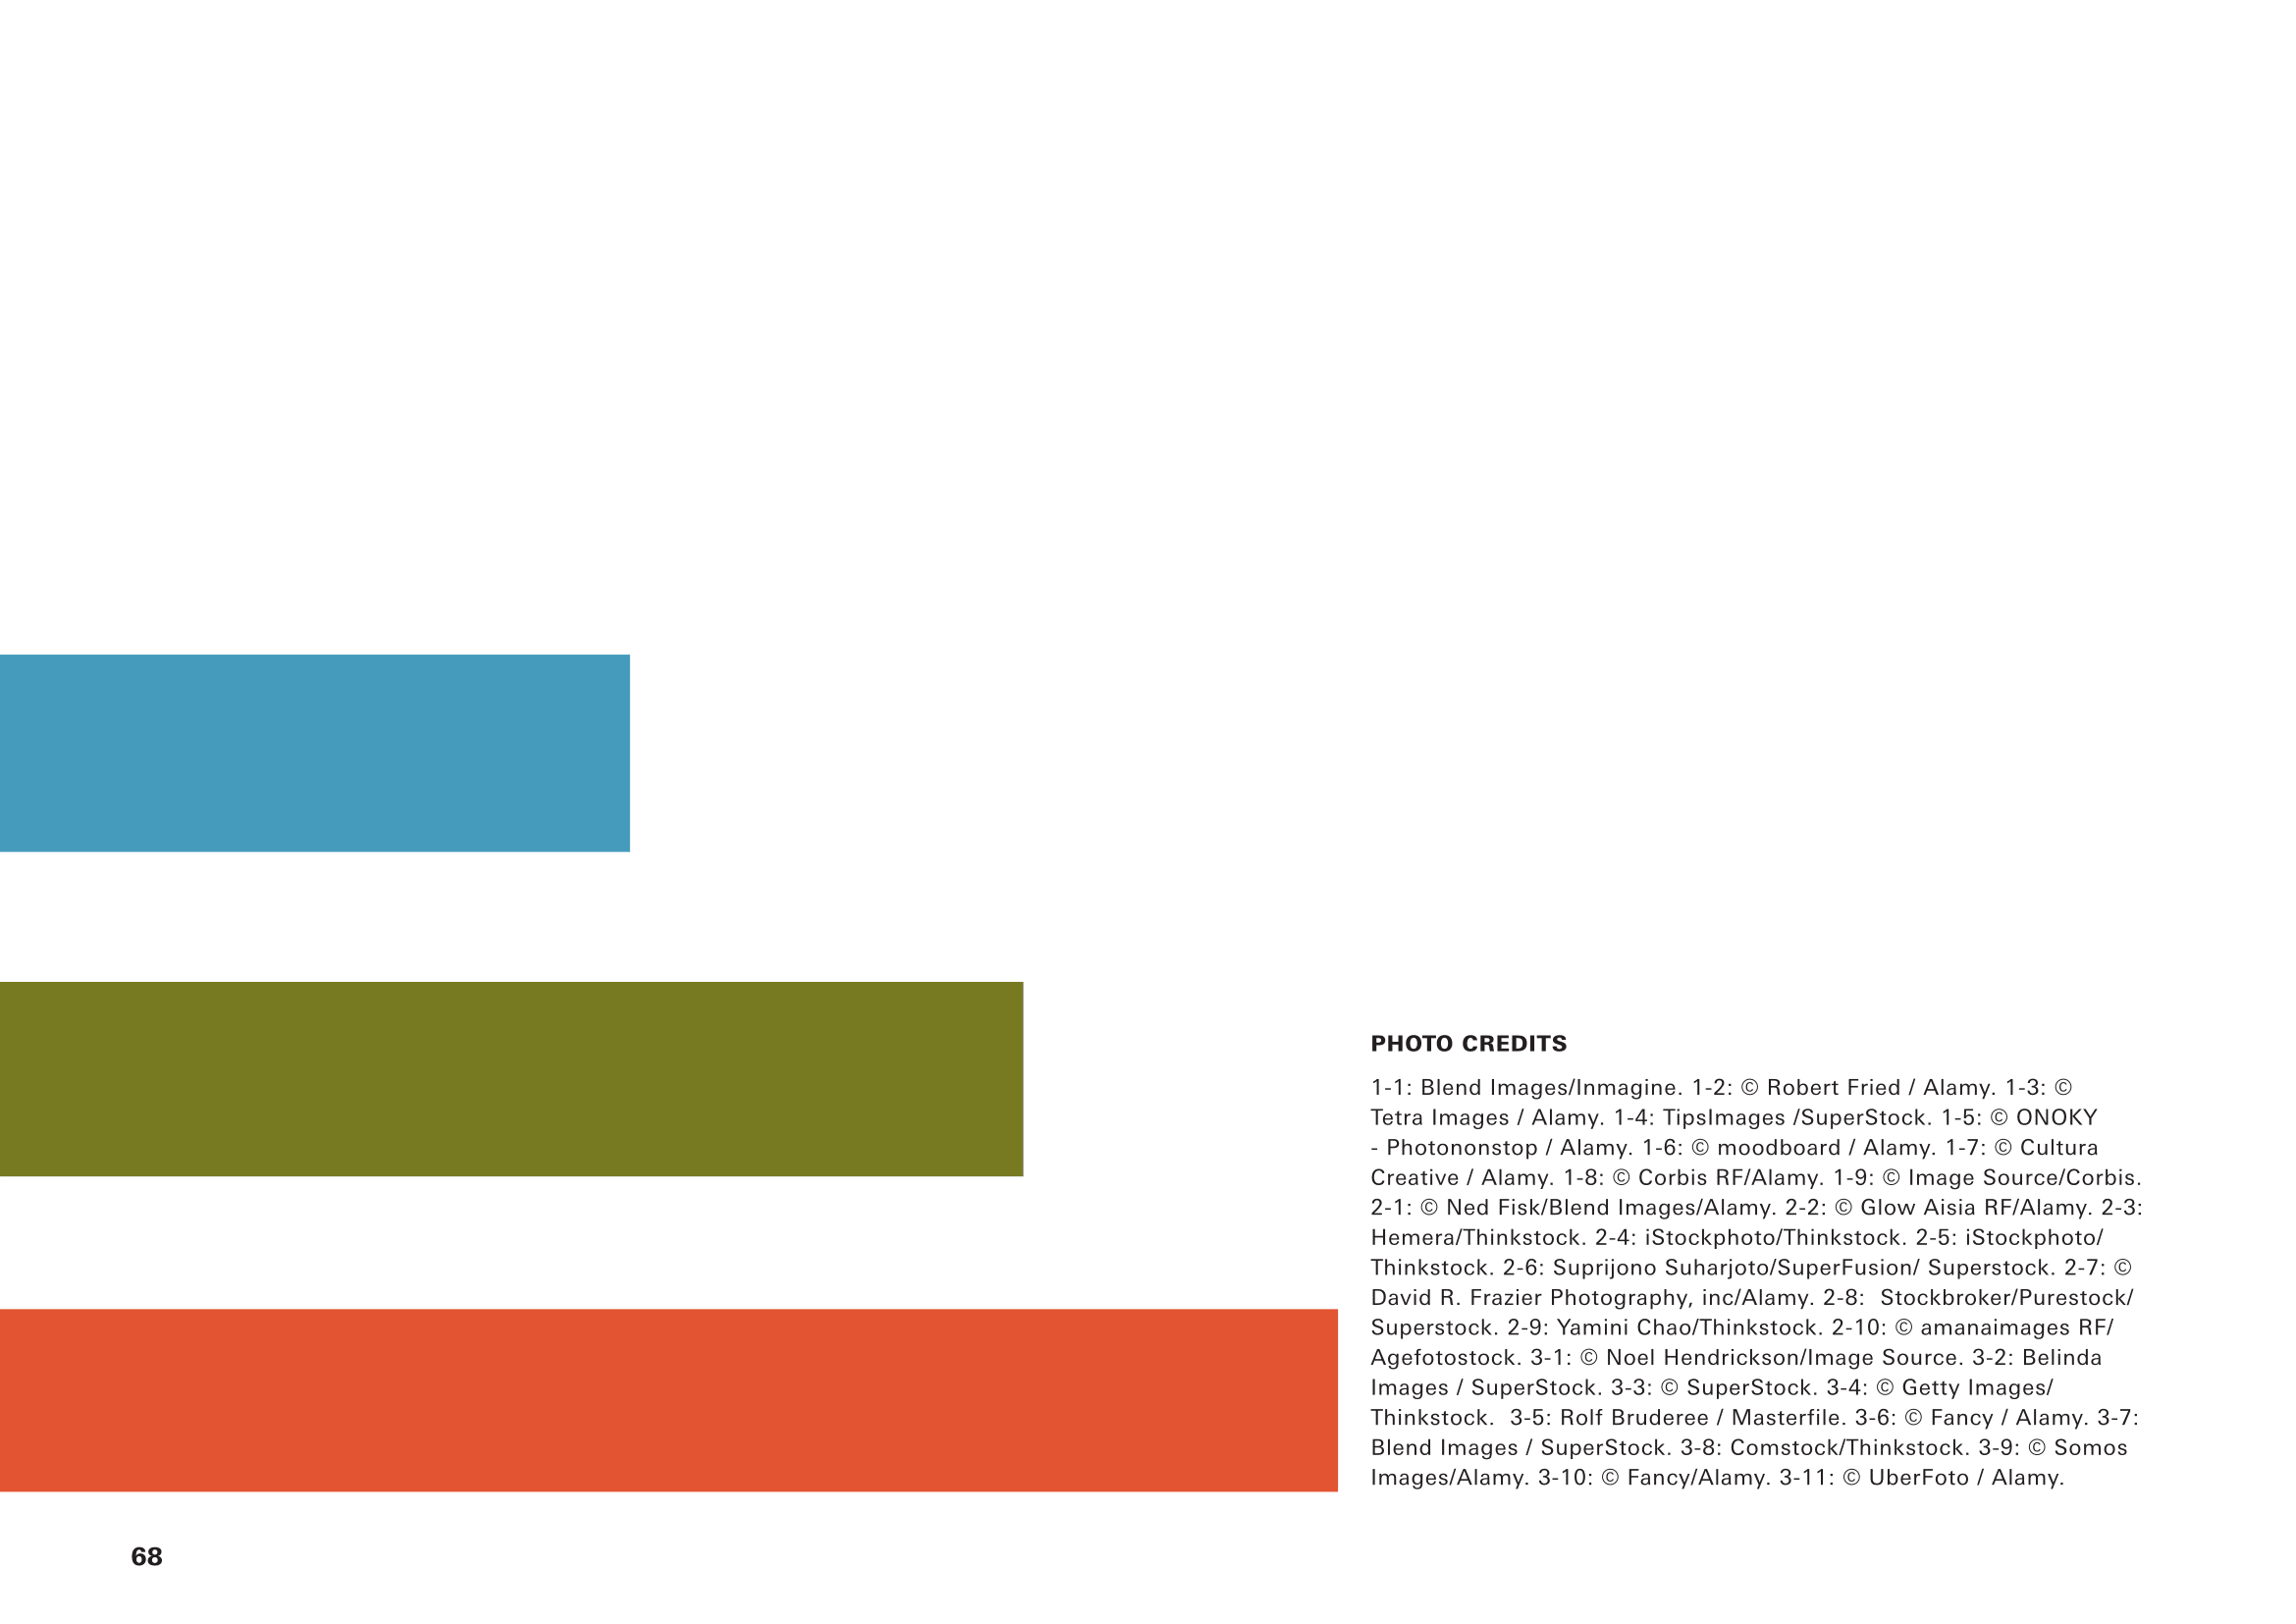 PHOTO CREDITS
1-1: Blend Images/Inmagine. 1-2: © Robert Fried / Alamy. 1-3: ©
Tetra Images / Alamy. 1-4: TipsImages /SuperStock. 1-5: © ONOKY
- Photononstop / Alamy. 1-6: © moodboard / Alamy. 1-7: © Cultura
Creative / Alamy. 1-8: © Corbis RF/Alamy. 1-9: © Image Source/Corbis.
2-1: © Ned Fisk/Blend Images/Alamy. 2-2: © Glow Aisia RF/Alamy. 2-3:
Hemera/Thinkstock. 2-4: iStockphoto/Thinkstock. 2-5: iStockphoto/
Thinkstock. 2-6: Suprijono Suharjoto/SuperFusion/ Superstock. 2-7: ©
David R. Frazier Photography, inc/Alamy. 2-8:  Stockbroker/Purestock/
Superstock. 2-9: Yamini Chao/Thinkstock. 2-10: © amanaimages RF/
Agefotostock. 3-1: © Noel Hendrickson/Image Source. 3-2: Belinda
Images / SuperStock. 3-3: © SuperStock. 3-4: © Getty Images/
Thinkstock.  3-5: Rolf Bruderee / Masterfile. 3-6: © Fancy / Alamy. 3-7:
Blend Images / SuperStock. 3-8: Comstock/Thinkstock. 3-9: © Somos
Images/Alamy. 3-10: © Fancy/Alamy. 3-11: © UberFoto / Alamy.
68